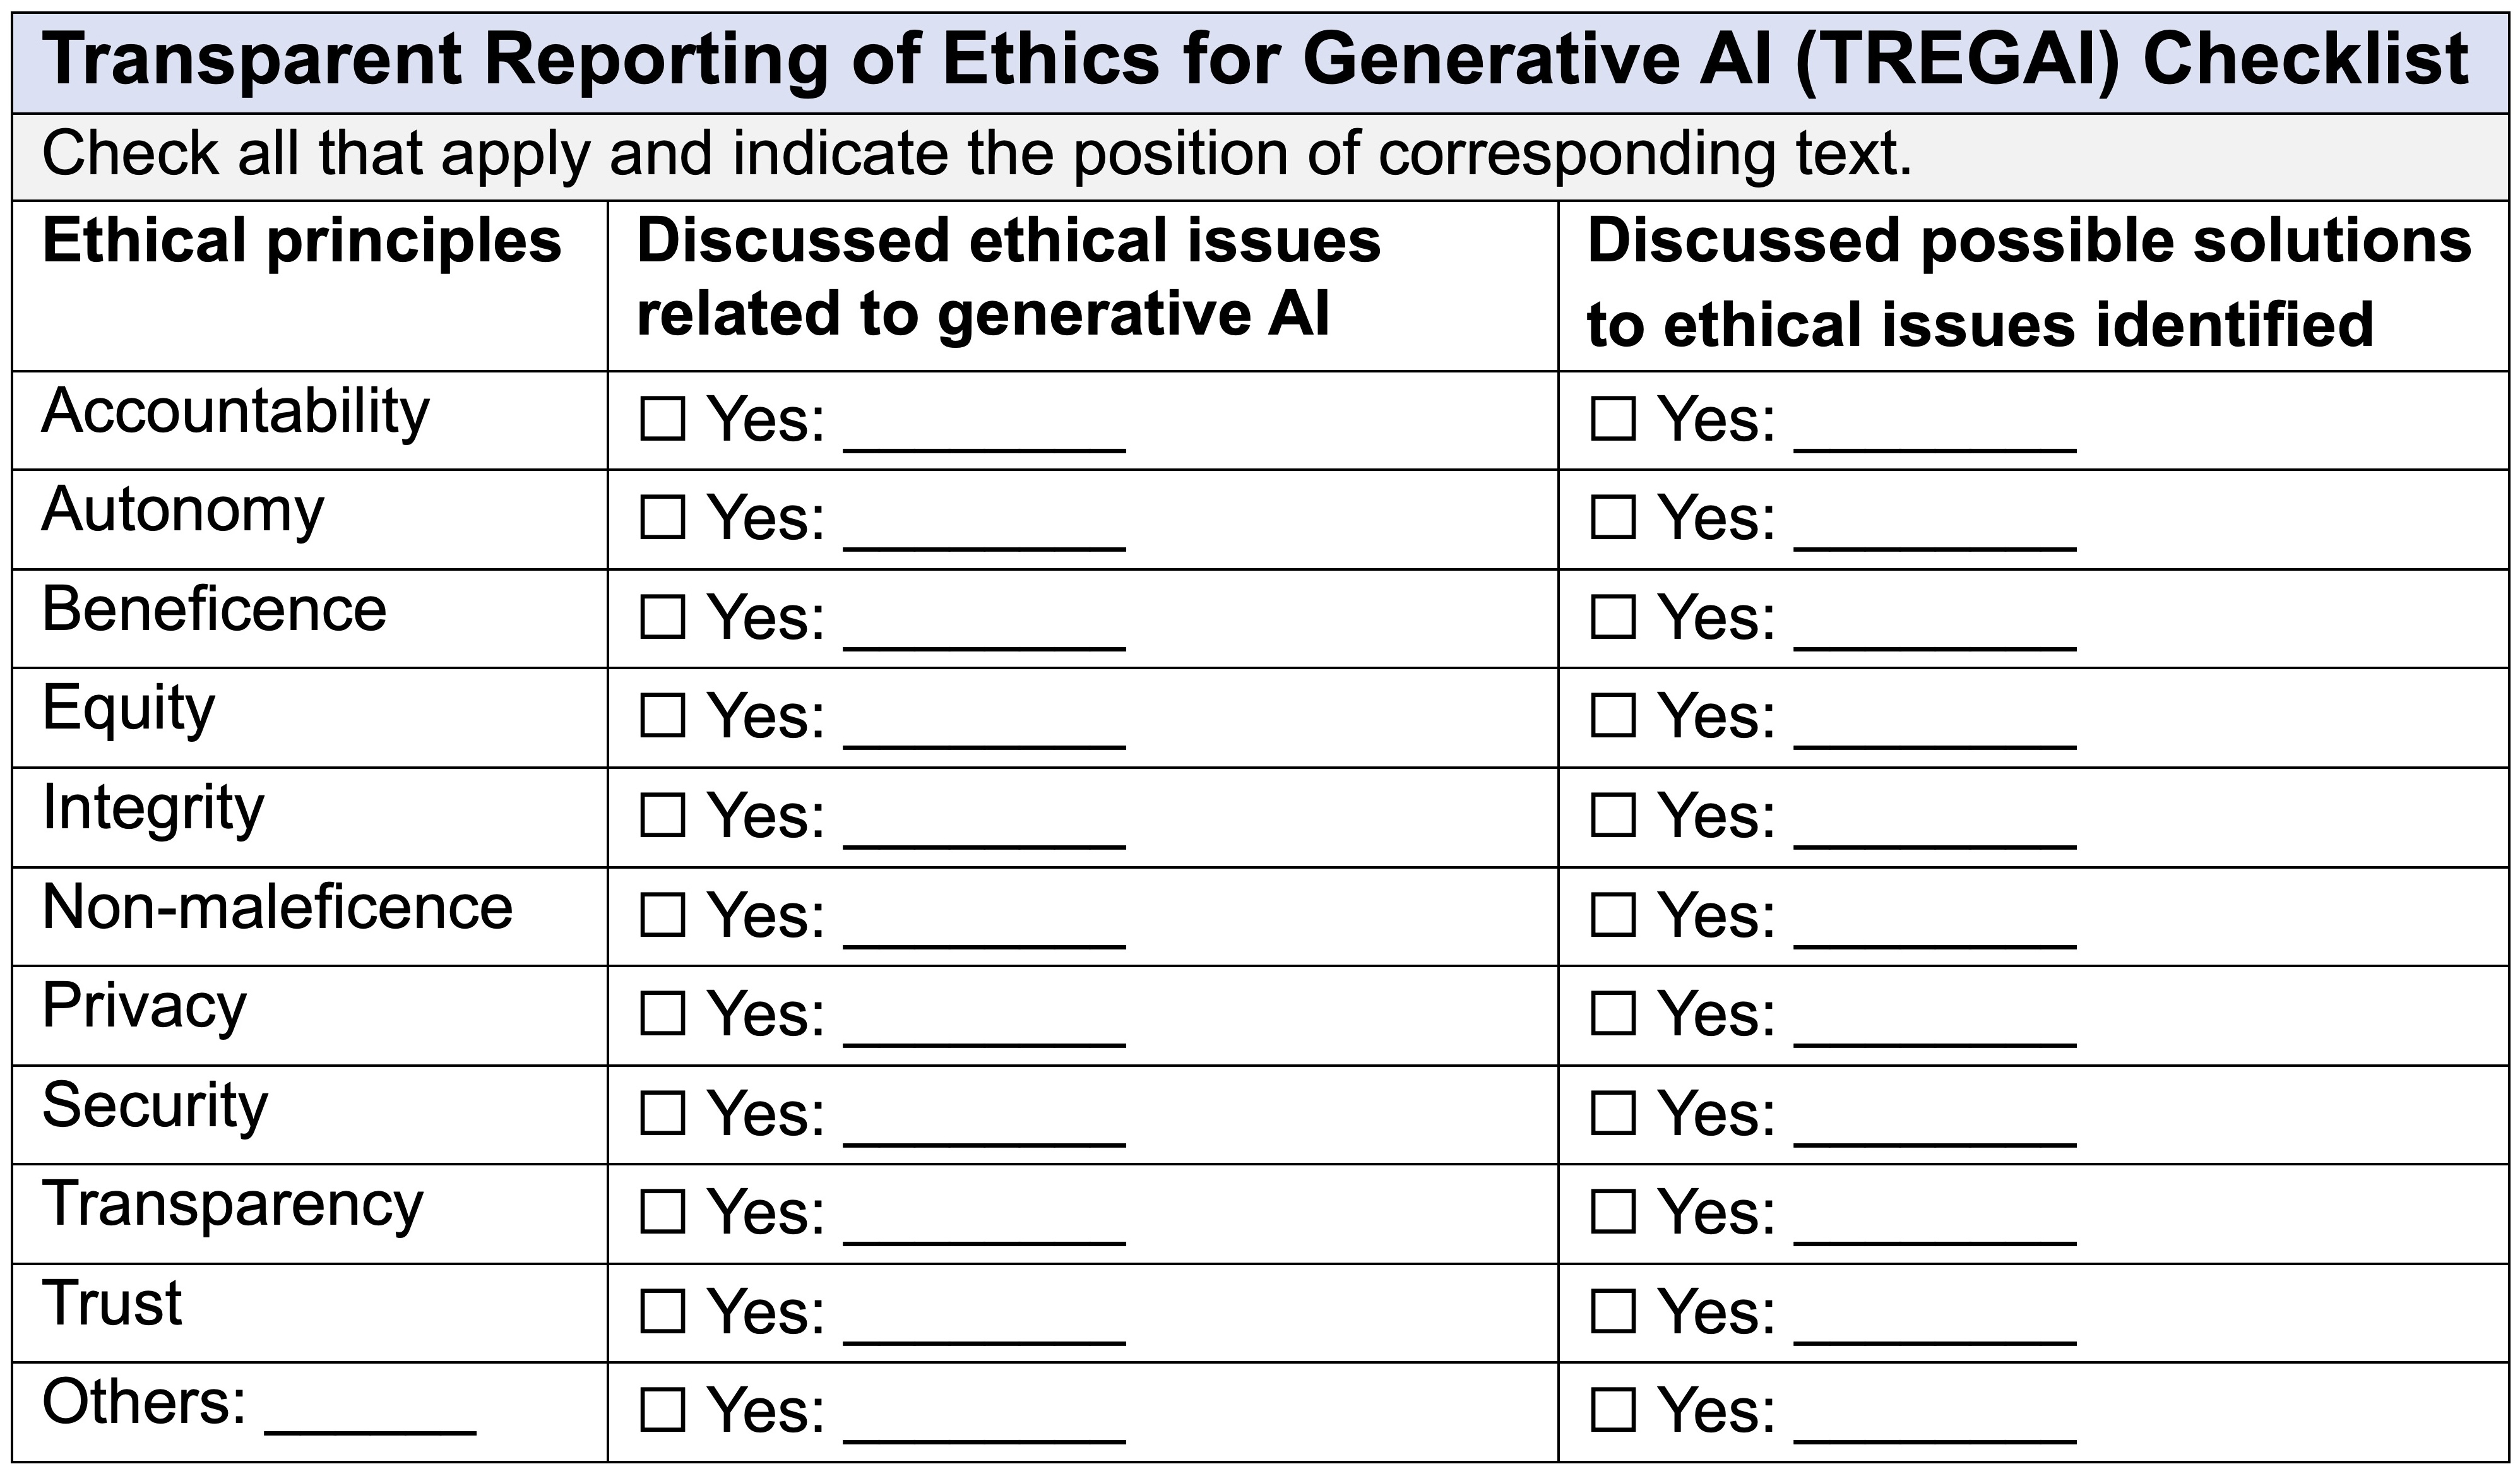 Transparent Reporting of Ethics for Generative AI (TREGAI) Checklist
Check all that apply and indicate the position of corresponding text.
Ethical principles
Discussed ethical issues
related to generative AI
Discussed possible solutions
to ethical issues identified
Accountability ☐ Yes: ________ ☐ Yes: ________
Autonomy ☐ Yes: ________ ☐ Yes: ________
Beneficence ☐ Yes: ________ ☐ Yes: ________
Equity ☐ Yes: ________ ☐ Yes: ________
Integrity ☐ Yes: ________ ☐ Yes: ________
Non-maleficence ☐ Yes: ________ ☐ Yes: ________
Privacy ☐ Yes: ________ ☐ Yes: ________
Security ☐ Yes: ________ ☐ Yes: ________
Transparency ☐ Yes: ________ ☐ Yes: ________
Trust ☐ Yes: ________ ☐ Yes: ________
Others: ______ ☐ Yes: ________ ☐ Yes: ________